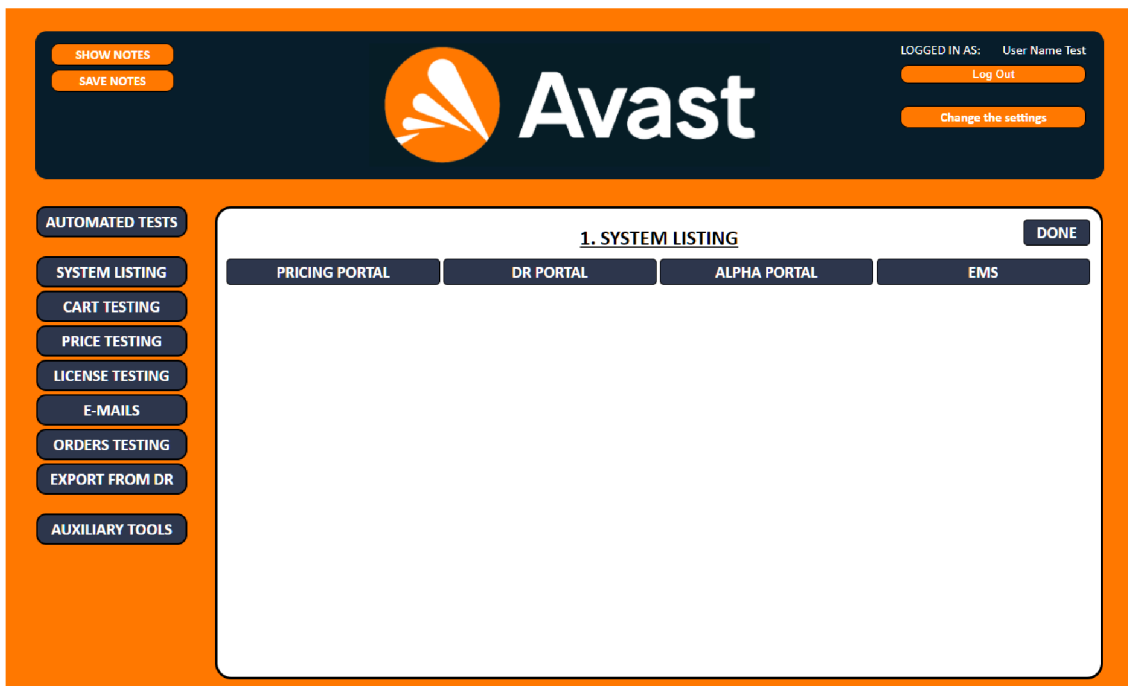 SHOW NOTES
SAVE NOTES
Avast
LOGGED IN AS: User Name Test
Log Out
Change the settings
AUTOMATED TESTS
SYSTEM LISTING
CART TESTING
PRICE TESTING
LICENSE TESTING
E-MAILS
ORDERS TESTING
EXPORT FROM DR
AUXILIARY TOOLS
1. SYSTEM LISTING
DONE
PRICING PORTAL DR PORTAL ALPHA PORTAL EMS